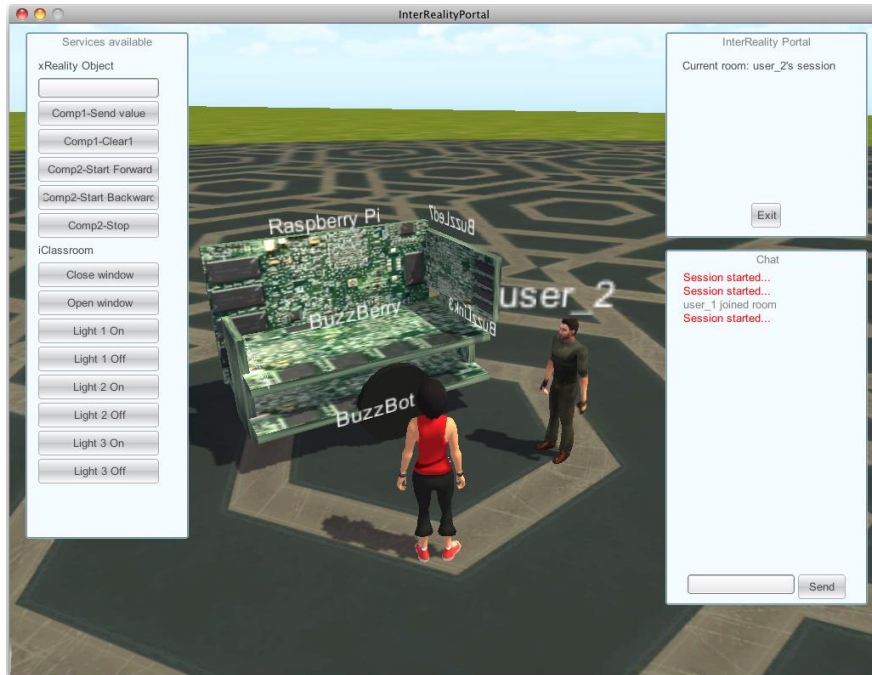 InterRealityPortal
Services available
xReality Object
Comp1-Send value
Comp1-Clear1
Comp2-Start Forward
Comp2-Start Backward
Comp2-Stop
iClassroom
Close window
Open window
Light 1 On
Light 1 Off
Light 2 On
Light 2 Off
Light 3 On
Light 3 Off
Raspberry Pi
BuzzLed7
BuzzBerry
BuzzLink3
BuzzBot
user_2
InterReality Portal
Current room: user_2's session
Exit
Chat
Session started...
Session started...
user_1 joined room
Session started...
Send